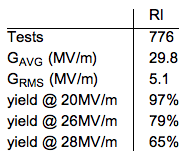 RI
Tests 776
GAVG (MV/m) 29.8
GRMS (MV/m) 5.1
yield @ 20MV/m 97%
yield @ 26MV/m 79%
yield @ 28MV/m 65%